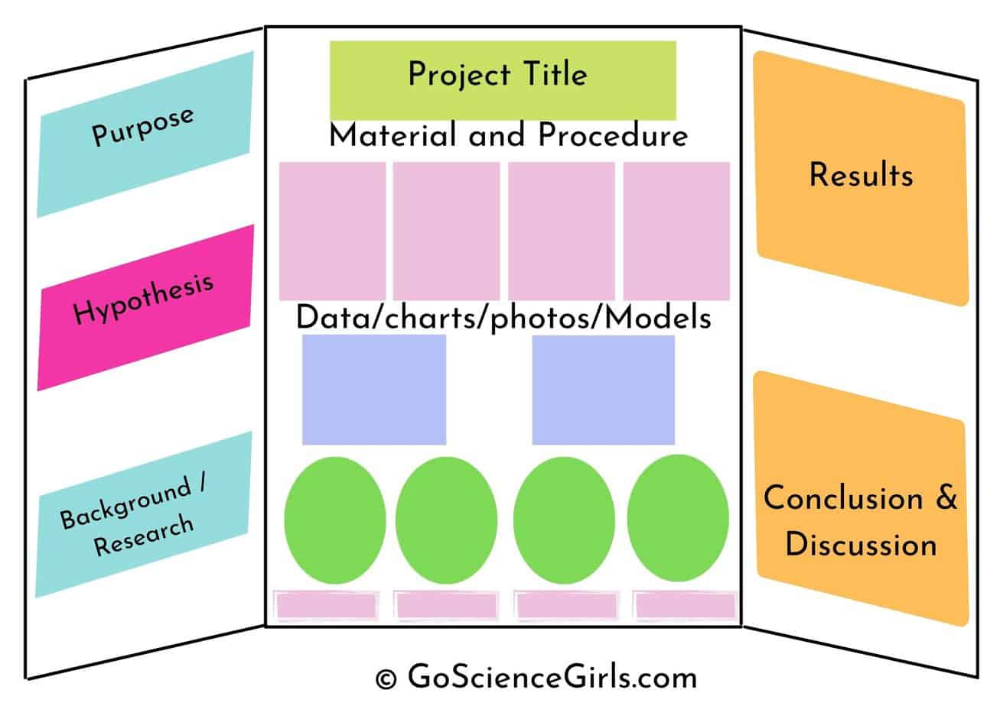 Purpose
Hypothesis
Background /
Research
Project Title
Material and Procedure
Data/charts/photos/Models
Results
Conclusion &
Discussion
© GoScienceGirls.com